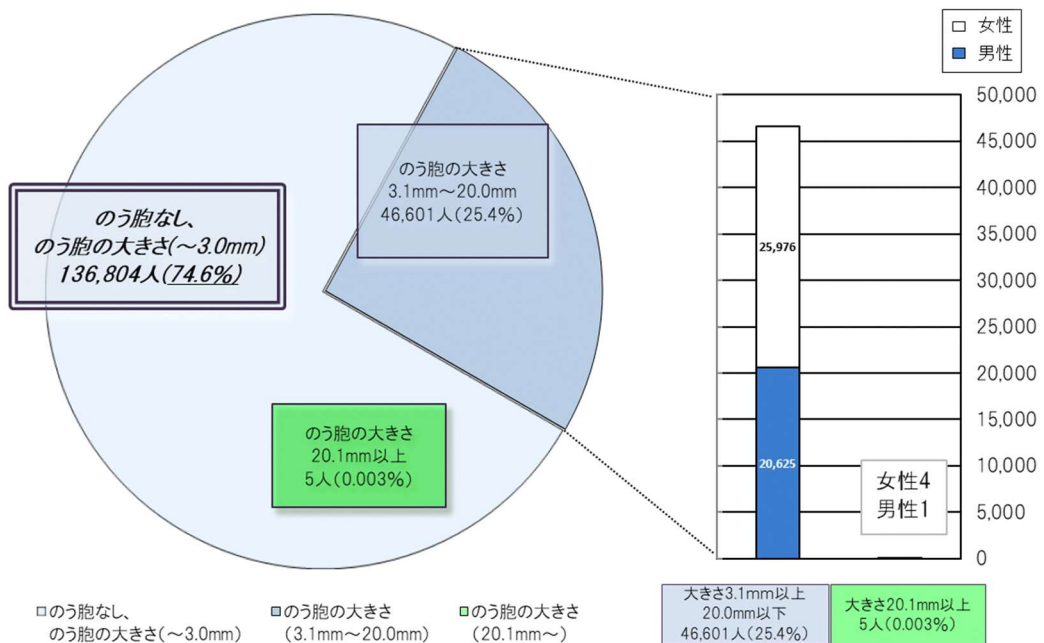 のう胞なし、
のう胞の大きさ(～3.0mm)
136,804人(74.6%)
のう胞の大きさ
3.1mm～20.0mm
46,601人(25.4%)
のう胞の大きさ
20.1mm以上
5人(0.003%)
□のう胞なし、
のう胞の大きさ(～3.0mm)
のう胞の大きさ
(3.1mm～20.0mm)
のう胞の大きさ
(20.1mm～)
女性
男性
50,000
45,000
40,000
35,000
30,000
25,000
20,000
15,000
10,000
5,000
0
25,976
20,625
女性4
男性1
大きさ3.1mm以上
20.0mm以下
46,601人(25.4%)
大きさ20.1mm以上
5人(0.003%)